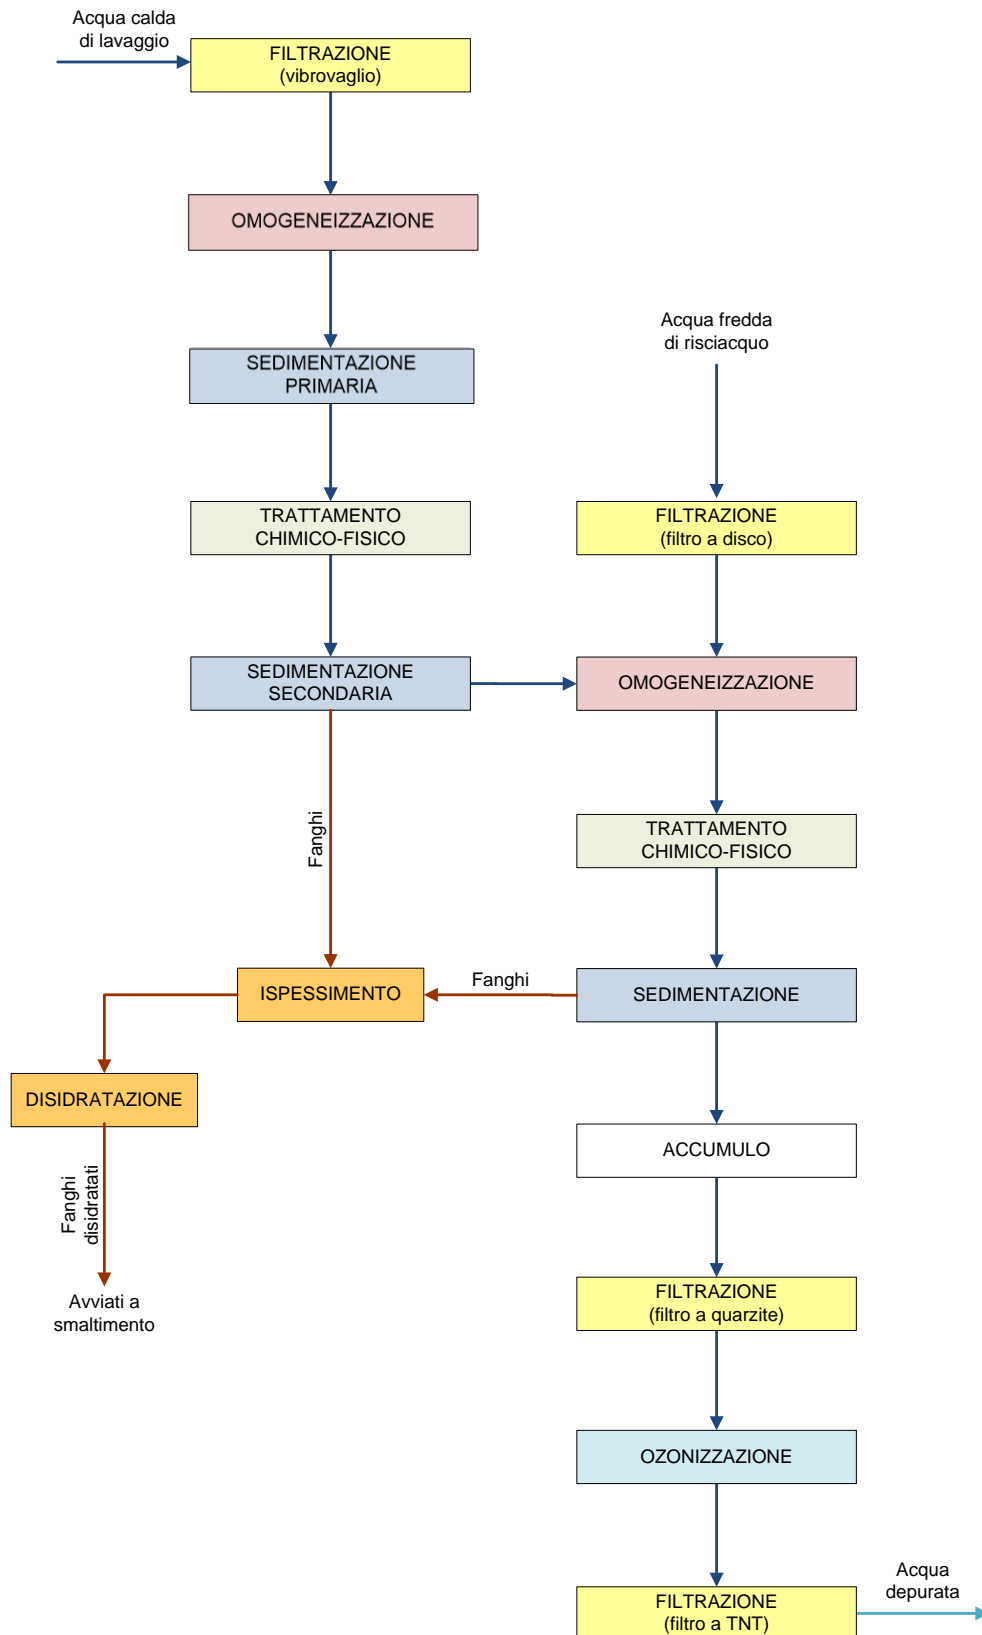 Acqua calda
di lavaggio
FILTRAZIONE
(vibrovaglio)
OMOGENEIZZAZIONE
SEDIMENTAZIONE
PRIMARIA
TRATTAMENTO
CHIMICO-FISICO
SEDIMENTAZIONE
SECONDARIA
Acqua fredda
di risciacquo
FILTRAZIONE
(filtro a disco)
OMOGENEIZZAZIONE
TRATTAMENTO
CHIMICO-FISICO
Fanghi
ISPESSIMENTO
Fanghi
SEDIMENTAZIONE
DISIDRATAZIONE
Fanghi
disidratati
Avviati a
smaltimento
ACCUMULO
FILTRAZIONE
(filtro a quarzite)
OZONIZZAZIONE
FILTRAZIONE
(filtro a TNT)
Acqua
depurata